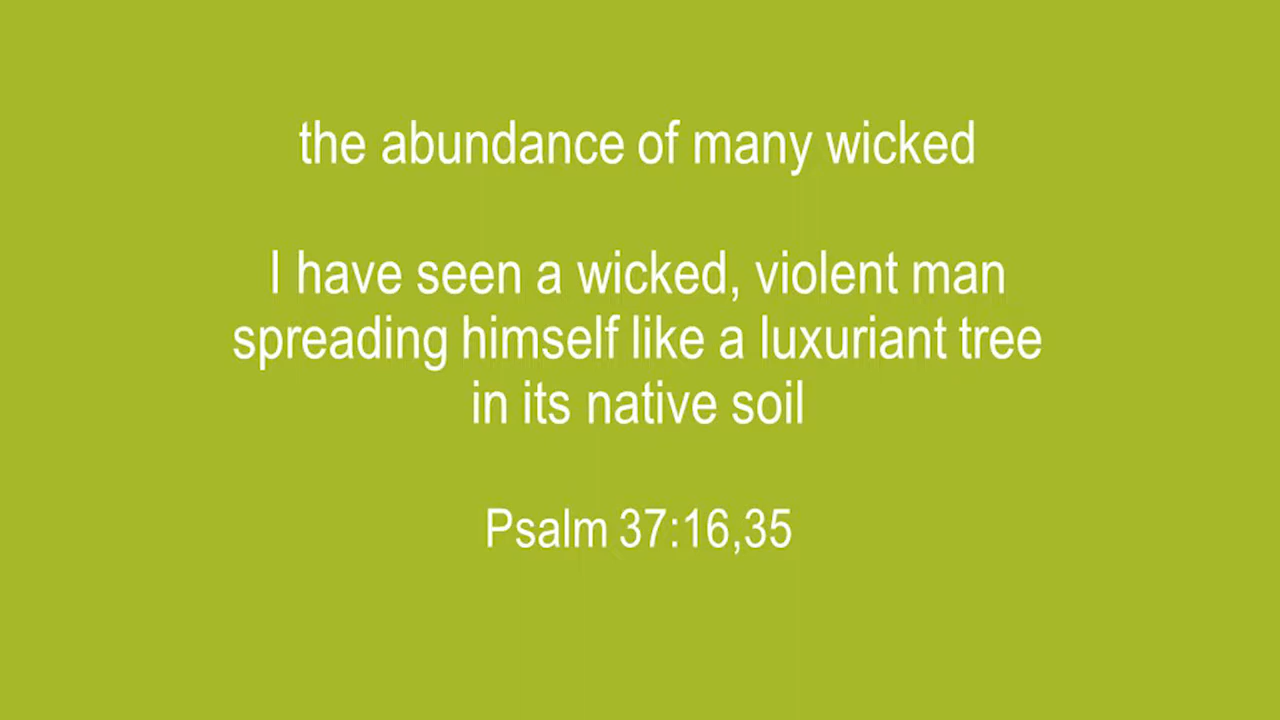 the abundance of many wicked
I have seen a wicked, violent man
spreading himself like a luxuriant tree
in its native soil
Psalm 37:16,35